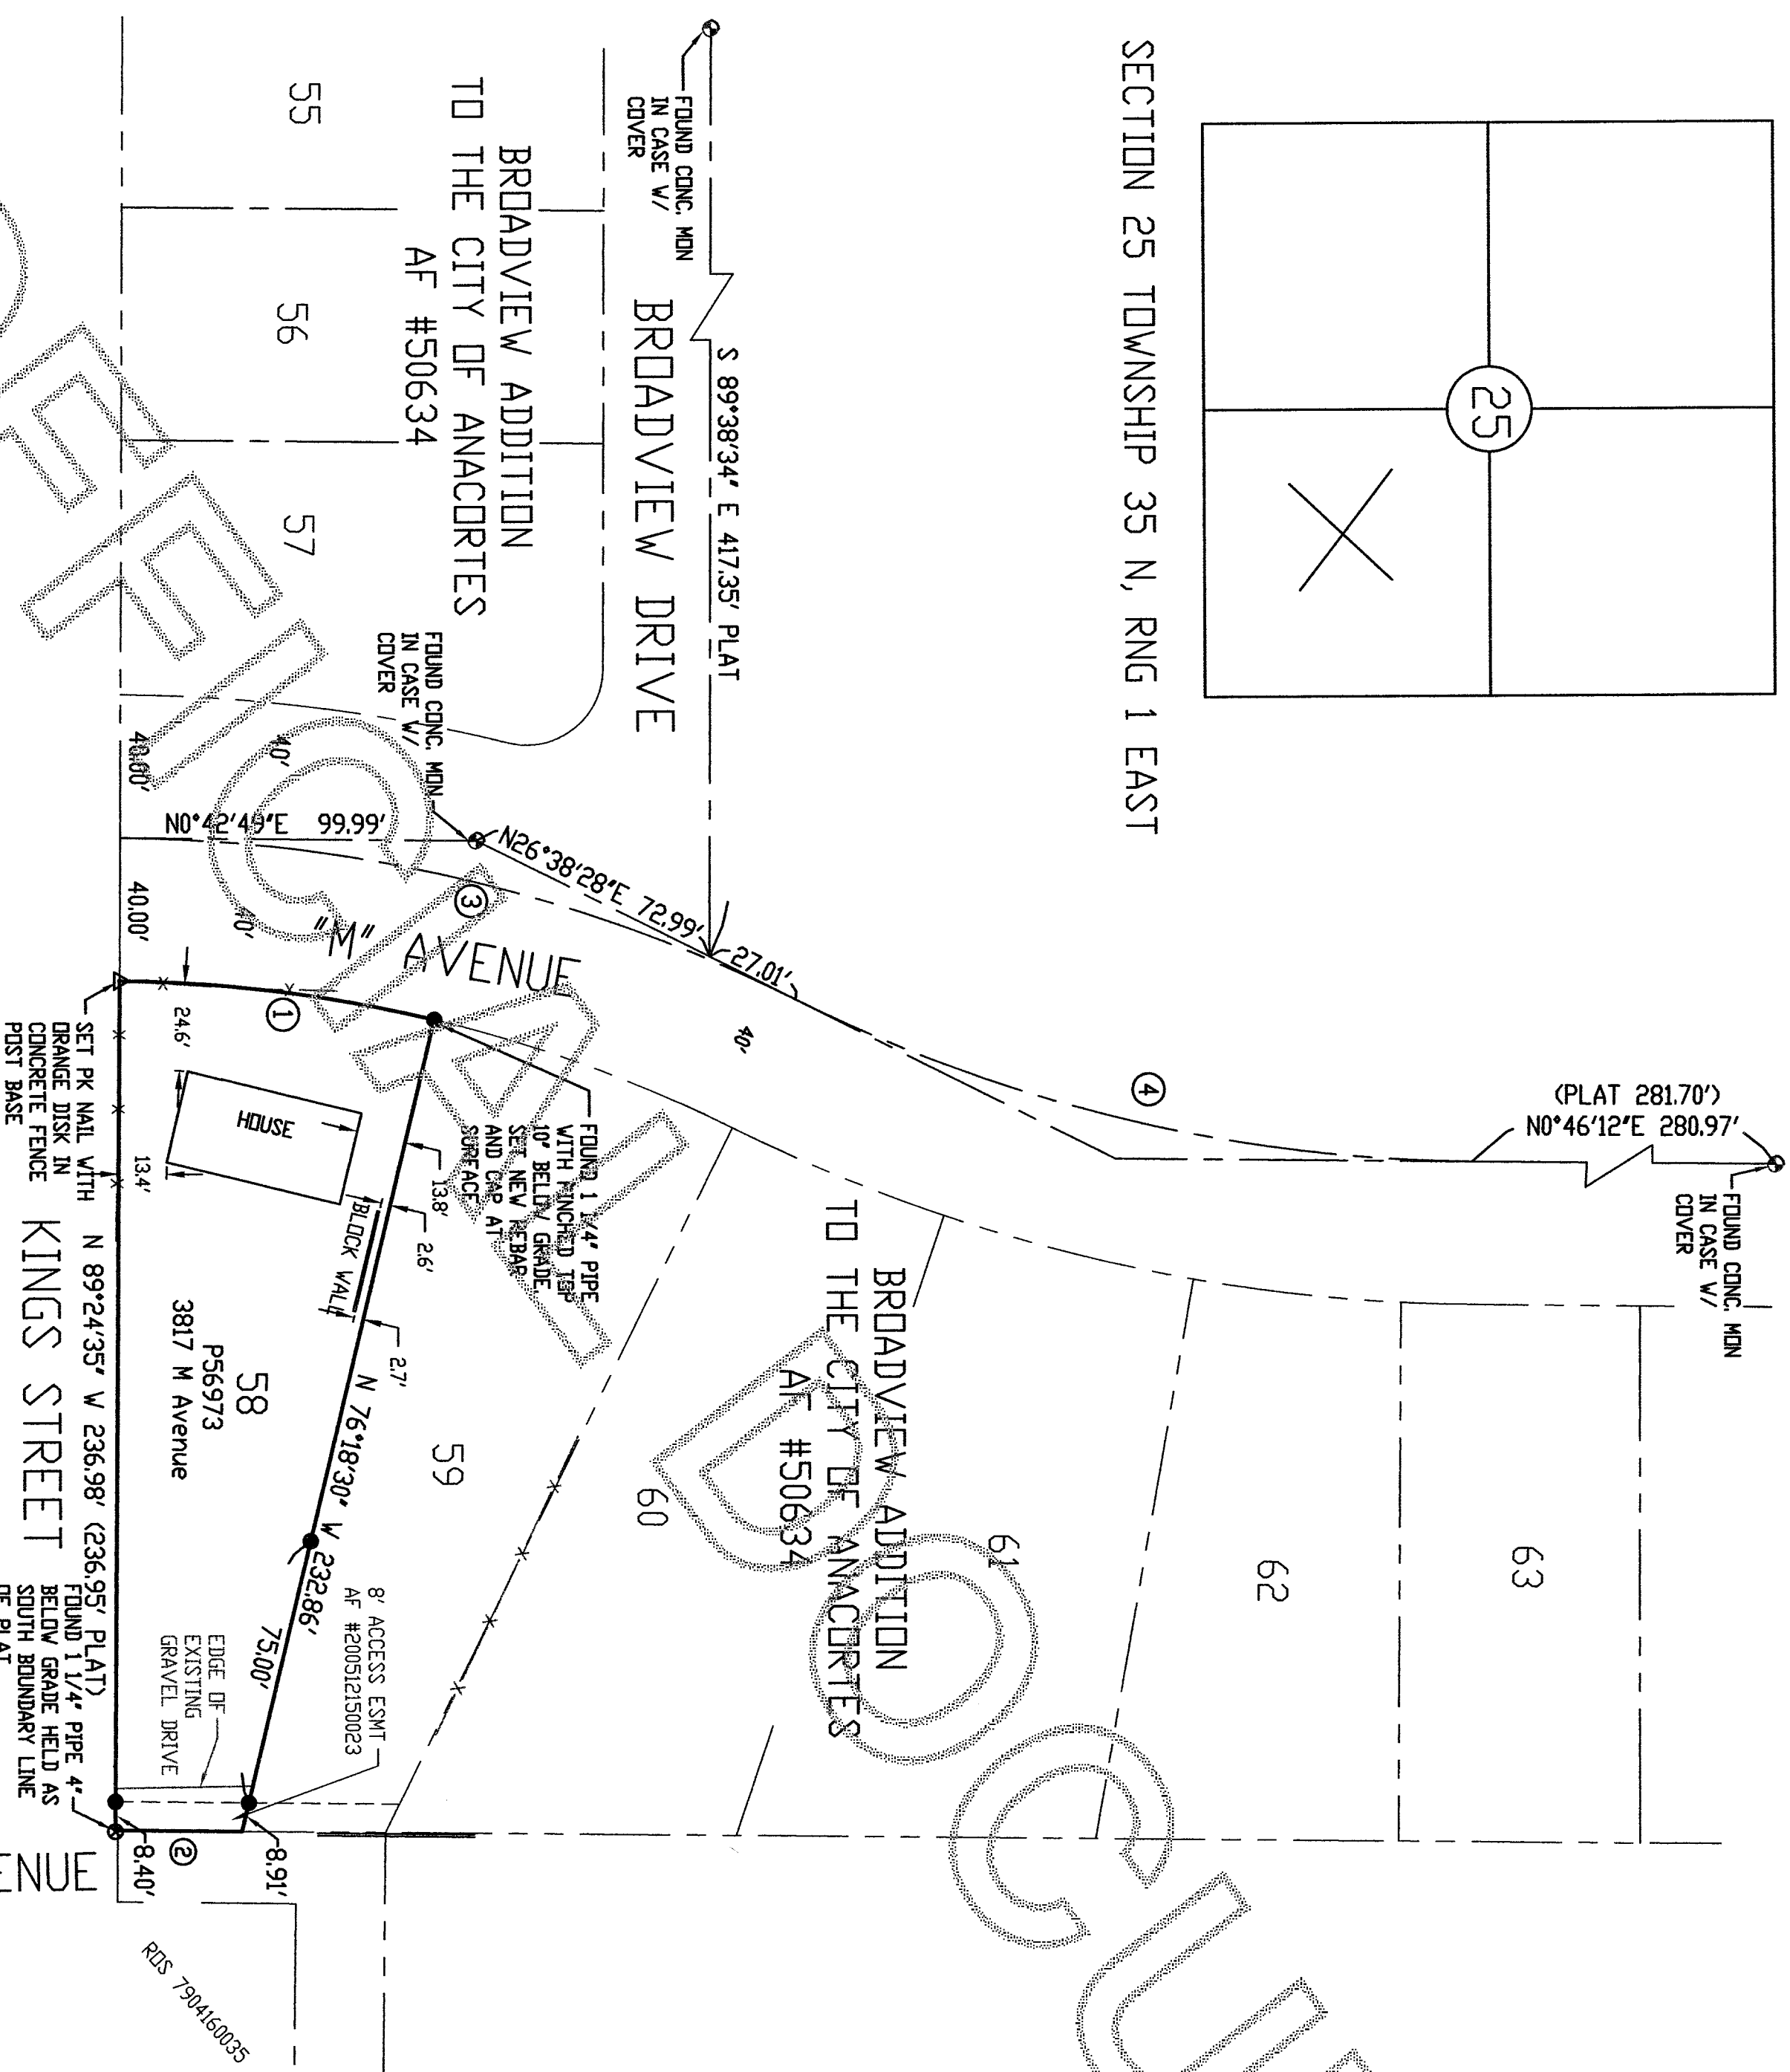 25
SECTION 25 TOWNSHIP 35 N, RNG 1 EAST
FOUND CONC. MON
IN CASE W/
COVER
(PLAT 281.70')
N0°46'12"E 280.97'
4
63
62
61
60
59
S 89°38'34" E 417.35' PLAT
BROADVIEW DRIVE
FOUND CONC. MON
IN CASE W/
COVER
BROADVIEW ADDITION
TO THE CITY OF ANACORTES
AF #50634
27.01'
40'
N26°38'28"E 72.99'
BROADVIEW ADDITION
TO THE CITY OF ANACORTES
AF #50634
55
56
57
FOUND CONC. MON
IN CASE W/
COVER
3
"M" AVENUE
N0°42'49"E 99.99'
40'
40'
40.00'
40.00'
1
FOUND 1 1/4" PIPE
WITH PINCHED TOP
10" BELOW GRADE.
SET NEW REBAR
AND CAP AT
SURFACE
24.6'
HOUSE
13.4'
13.8'
2.6'
BLOCK WALL
2.7'
N 76°18'30" W 232.86'
75.00'
58
P56973
3817 M Avenue
8' ACCESS ESMT
AF #200512150023
EDGE OF
EXISTING
GRAVEL DRIVE
8.91'
2
8.40'
SET PK NAIL WITH
ORANGE DISK IN
CONCRETE FENCE
POST BASE
N 89°24'35" W 236.98' (236.95' PLAT)
KINGS STREET
FOUND 1 1/4" PIPE 4"
BELOW GRADE HELD AS
SOUTH BOUNDARY LINE
OF PLAT
ENUE
ROS 7904160035
OFFICIAL DOCU